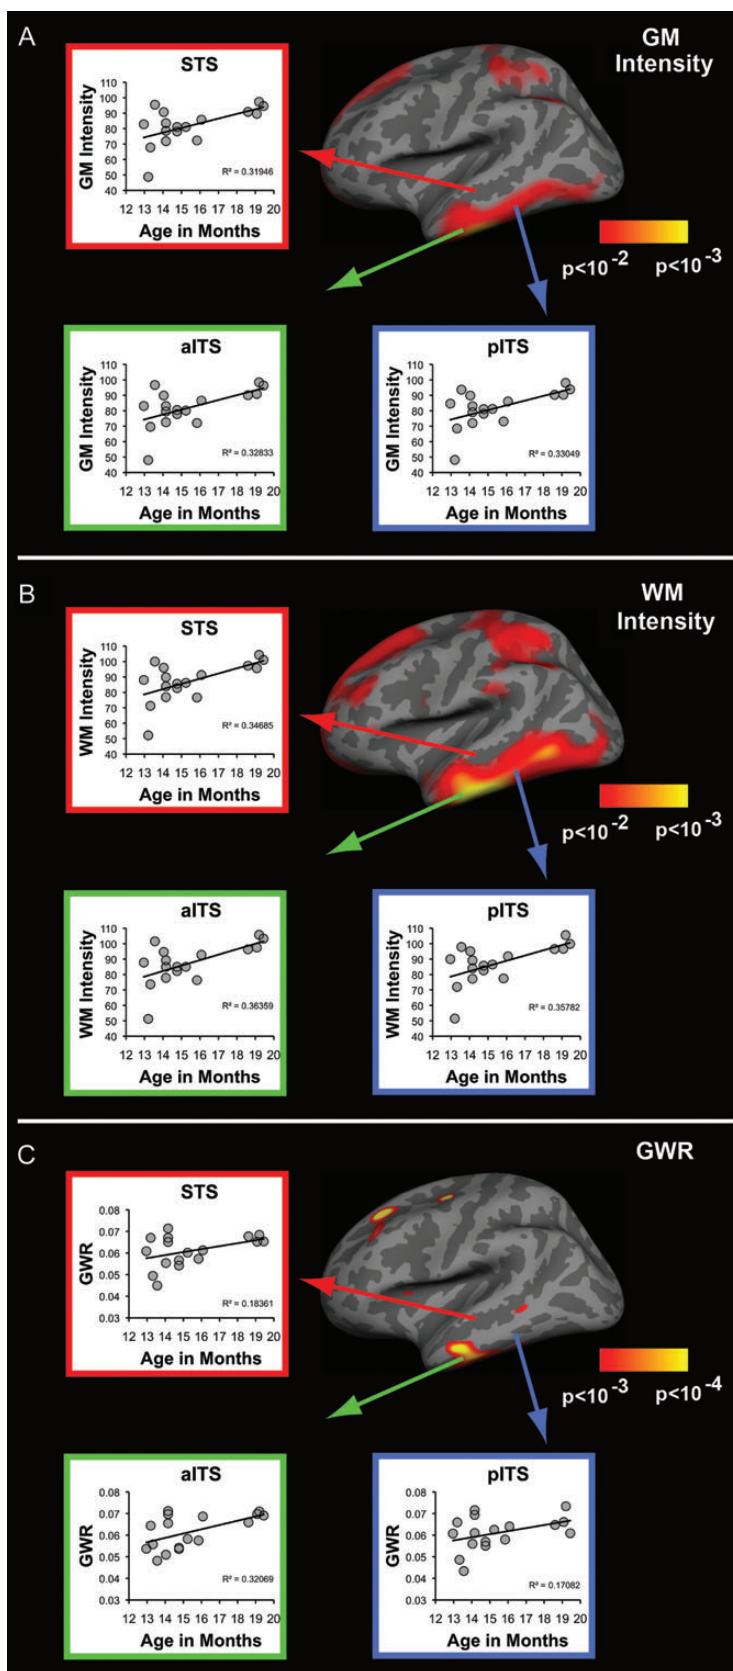 A
GM
Intensity
STS
GM Intensity
110
100
90
80
70
60
50
40
12 13 14 15 16 17 18 19 20
R² = 0.31946
Age in Months
p<10⁻² p<10⁻³
aITS
GM Intensity
110
100
90
80
70
60
50
40
12 13 14 15 16 17 18 19 20
R² = 0.32833
Age in Months
pITS
GM Intensity
110
100
90
80
70
60
50
40
12 13 14 15 16 17 18 19 20
R² = 0.33049
Age in Months
B
WM
Intensity
STS
WM Intensity
110
100
90
80
70
60
50
40
12 13 14 15 16 17 18 19 20
R² = 0.34685
Age in Months
p<10⁻² p<10⁻³
aITS
WM Intensity
110
100
90
80
70
60
50
40
12 13 14 15 16 17 18 19 20
R² = 0.36359
Age in Months
pITS
WM Intensity
110
100
90
80
70
60
50
40
12 13 14 15 16 17 18 19 20
R² = 0.35782
Age in Months
C
GWR
STS
GWR
0.08
0.07
0.06
0.05
0.04
0.03
12 13 14 15 16 17 18 19 20
R² = 0.18361
Age in Months
p<10⁻³ p<10⁻⁴
aITS
GWR
0.08
0.07
0.06
0.05
0.04
0.03
12 13 14 15 16 17 18 19 20
R² = 0.32069
Age in Months
pITS
GWR
0.08
0.07
0.06
0.05
0.04
0.03
12 13 14 15 16 17 18 19 20
R² = 0.17082
Age in Months